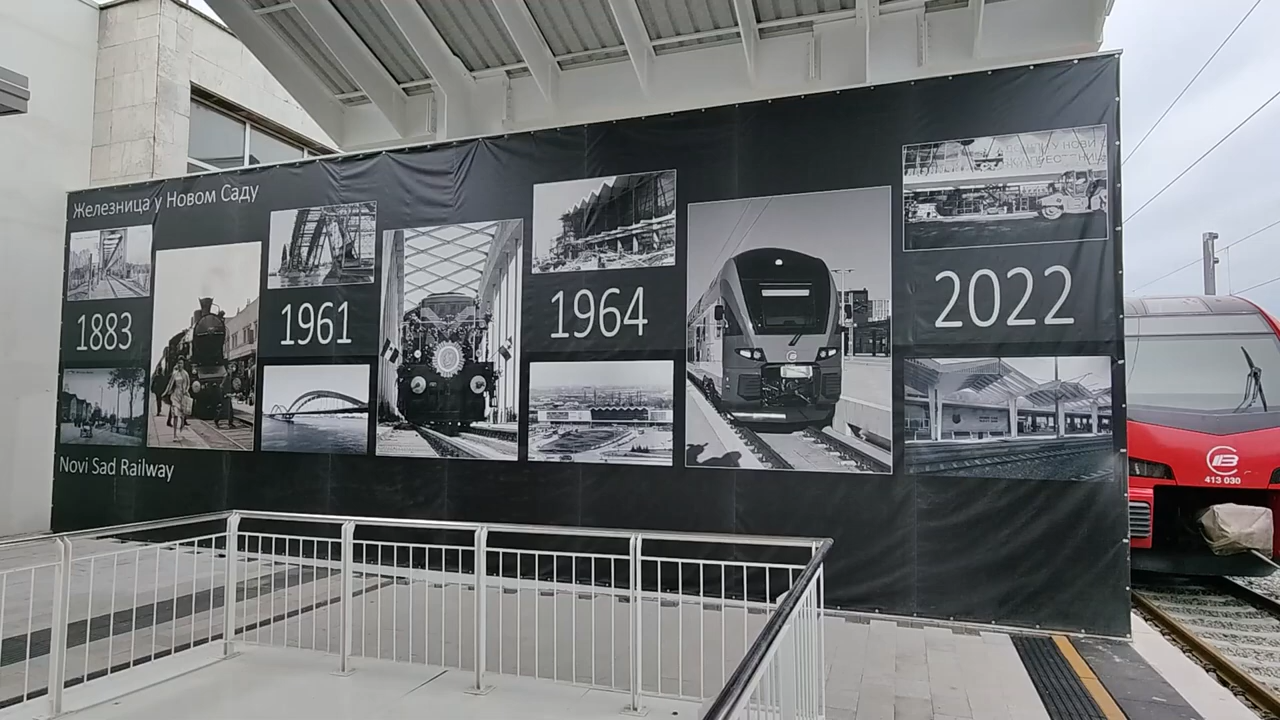 Железница у Новом Саду
1883
1961
1964
2022
Novi Sad Railway
413 030